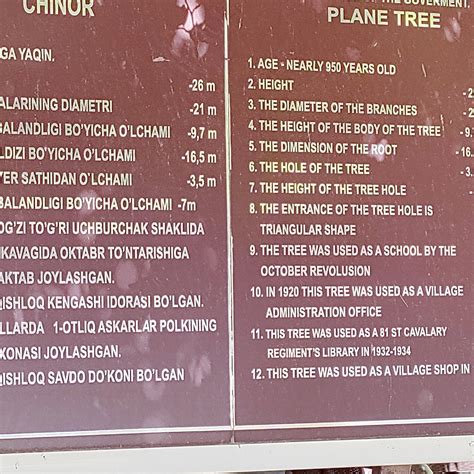 CHINOR
GA YAQIN.
-26 m
ALARINING DIAMETRI -21 m
BALANDLIGI BO'YICHA O'LCHAMI -9,7 m
LDIZI BO'YICHA O'LCHAMI -16,5 m
YER SATHIDAN O'LCHAMI -3,5 m
BALANDLIGI BO'YICHA O'LCHAMI -7m
OG'ZI TO'G'RI UCHBURCHAK SHAKLIDA
KAVAGIDA OKTABR TO'NTARISHIGA
AKTAB JOYLASHGAN.
QISHLOQ KENGASHI IDORASI BO'LGAN.
LLARDA 1-OTLIQ ASKARLAR POLKINING
XONASI JOYLASHGAN.
QISHLOQ SAVDO DO'KONI BO'LGAN
THE GOVERMENT.
PLANE TREE
1. AGE - NEARLY 950 YEARS OLD
2. HEIGHT
3. THE DIAMETER OF THE BRANCHES
4. THE HEIGHT OF THE BODY OF THE TREE
5. THE DIMENSION OF THE ROOT
6. THE HOLE OF THE TREE
7. THE HEIGHT OF THE TREE HOLE
8. THE ENTRANCE OF THE TREE HOLE IS
TRIANGULAR SHAPE
9. THE TREE WAS USED AS A SCHOOL BY THE
OCTOBER REVOLUSION
10. IN 1920 THIS TREE WAS USED AS A VILLAGE
ADMINISTRATION OFFICE
11. THIS TREE WAS USED AS A 81 ST CAVALARY
REGIMENT'S LIBRARY IN 1932-1934
12. THIS TREE WAS USED AS A VILLAGE SHOP IN